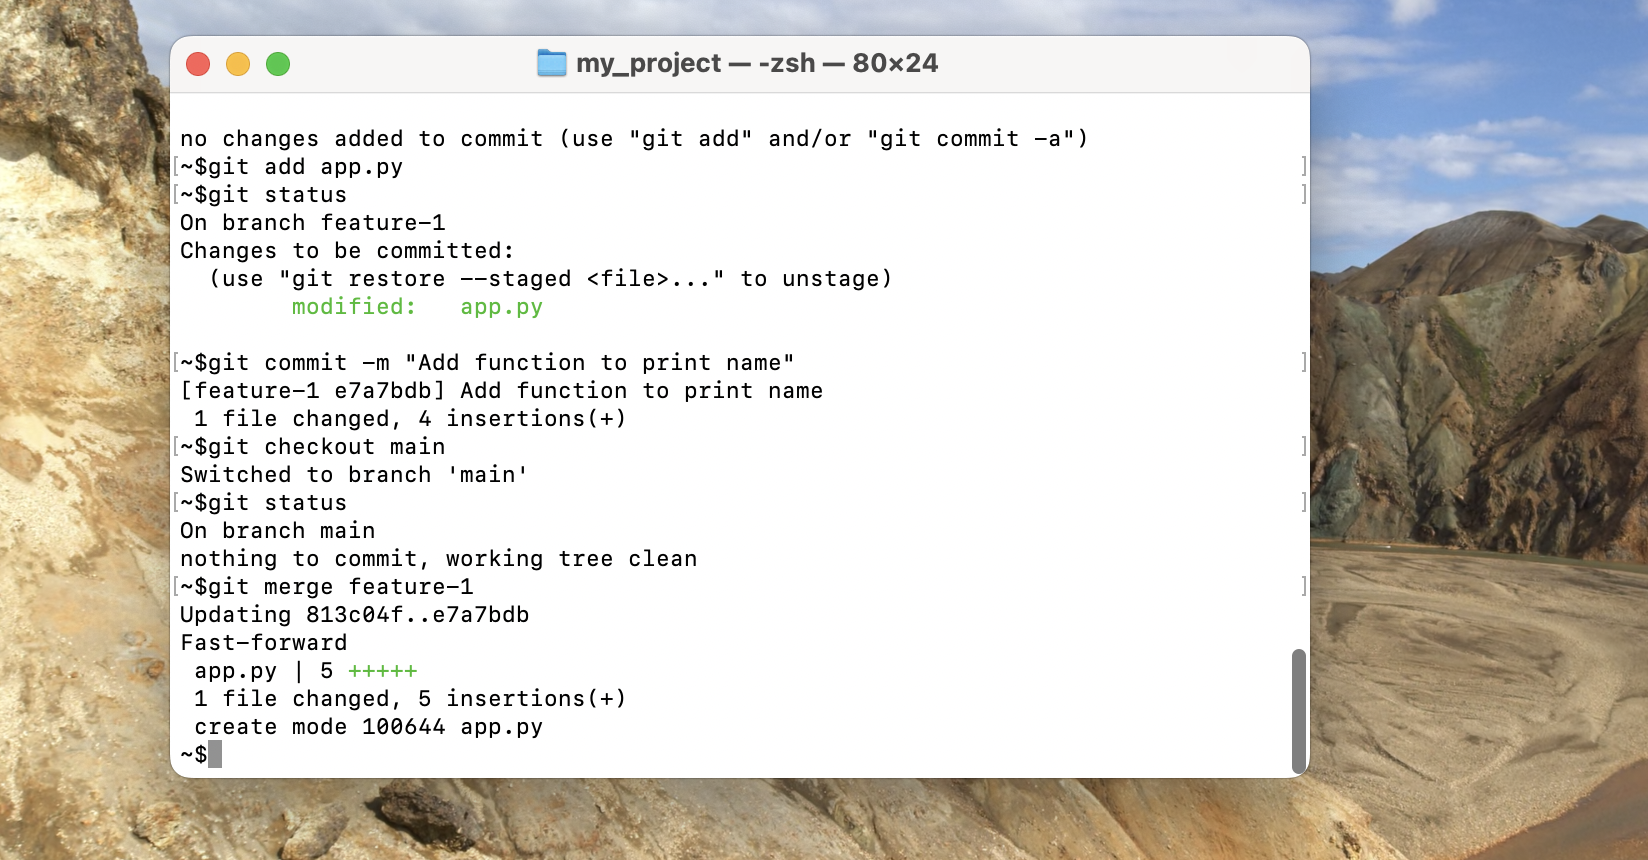 my_project — -zsh — 80×24
no changes added to commit (use "git add" and/or "git commit -a")
[~$git add app.py ]
[~$git status ]
On branch feature-1
Changes to be committed:
  (use "git restore --staged <file>..." to unstage)
        modified:   app.py
[~$git commit -m "Add function to print name" ]
[feature-1 e7a7bdb] Add function to print name
 1 file changed, 4 insertions(+)
[~$git checkout main ]
Switched to branch 'main'
[~$git status ]
On branch main
nothing to commit, working tree clean
[~$git merge feature-1 ]
Updating 813c04f..e7a7bdb
Fast-forward
 app.py | 5 +++++
 1 file changed, 5 insertions(+)
 create mode 100644 app.py
~$